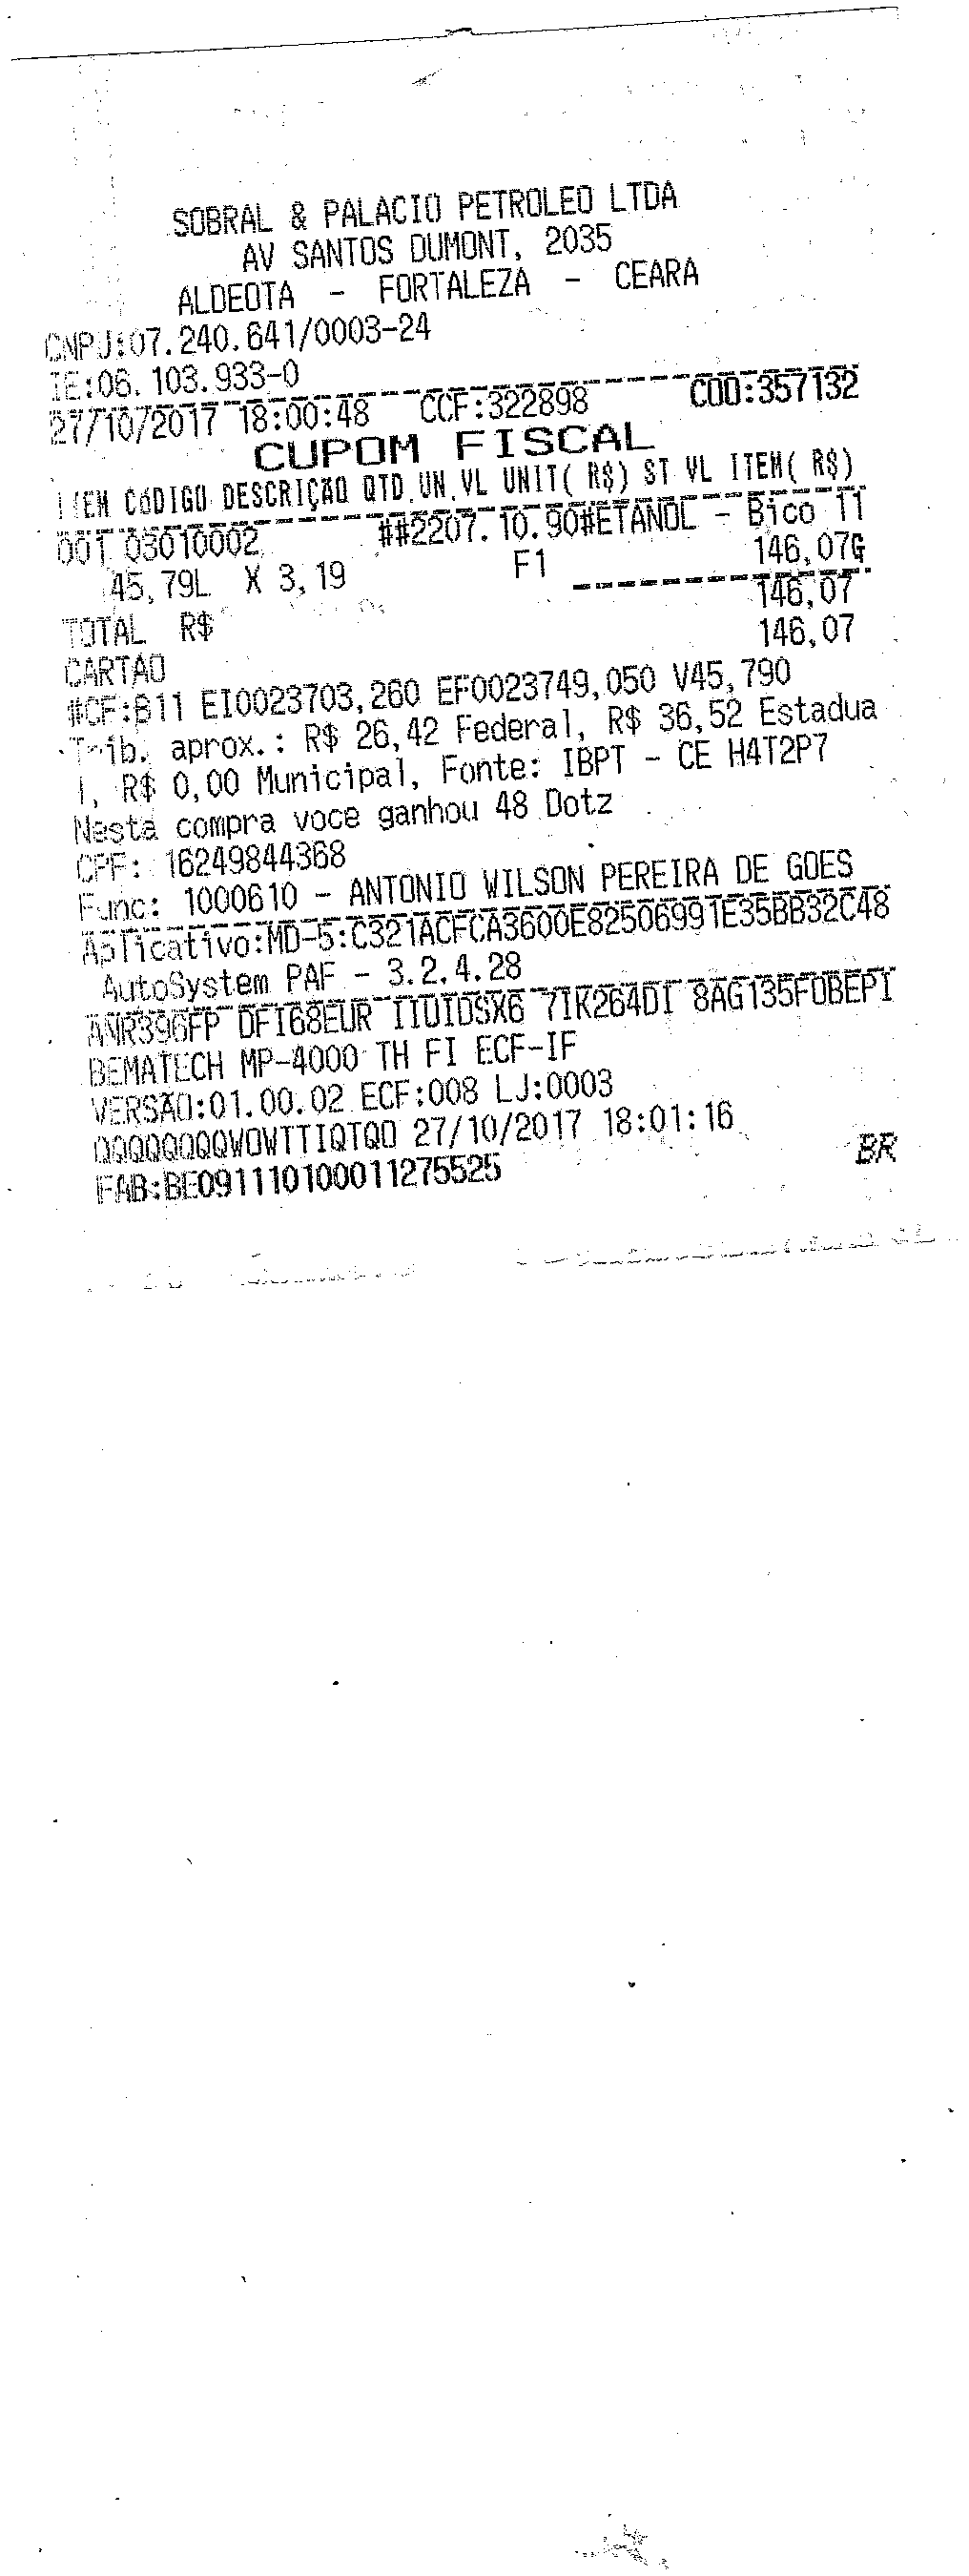 SOBRAL & PALACIO PETROLEO LTDA
AV SANTOS DUMONT, 2035
ALDEOTA - FORTALEZA - CEARA
CNPJ:07.240.641/0003-24
IE:06.103.933-0
27/10/2017 18:00:48 CCF:322898 COO:357132
CUPOM FISCAL
ITEM CÓDIGO DESCRIÇÃO QTD.UN.VL UNIT( R$) ST VL ITEM( R$)
001 03010002 ##2207.10.90#ETANOL - Bico 11
45,79L X 3,19 F1 146,07G
TOTAL R$ 146,07
CARTAO 146,07
#CF:B11 EI0023703,260 EF0023749,050 V45,790
Trib. aprox.: R$ 26,42 Federal, R$ 36,52 Estadua
l, R$ 0,00 Municipal, Fonte: IBPT - CE H4T2P7
Nesta compra voce ganhou 48 Dotz
CPF: 16249844368
Func: 1000610 - ANTONIO WILSON PEREIRA DE GOES
Aplicativo:MD-5:C321ACFCA3600E82506991E35BB32C48
AutoSystem PAF - 3.2.4.28
ANR396FP DFI68EUR IIUIDSX6 7IK264DI 8AG135FOBEPI
BEMATECH MP-4000 TH FI ECF-IF
VERSÃO:01.00.02 ECF:008 LJ:0003
QQQQQQQQWOWTTIQTQO 27/10/2017 18:01:16
FAB:BE091110100011275525 BR